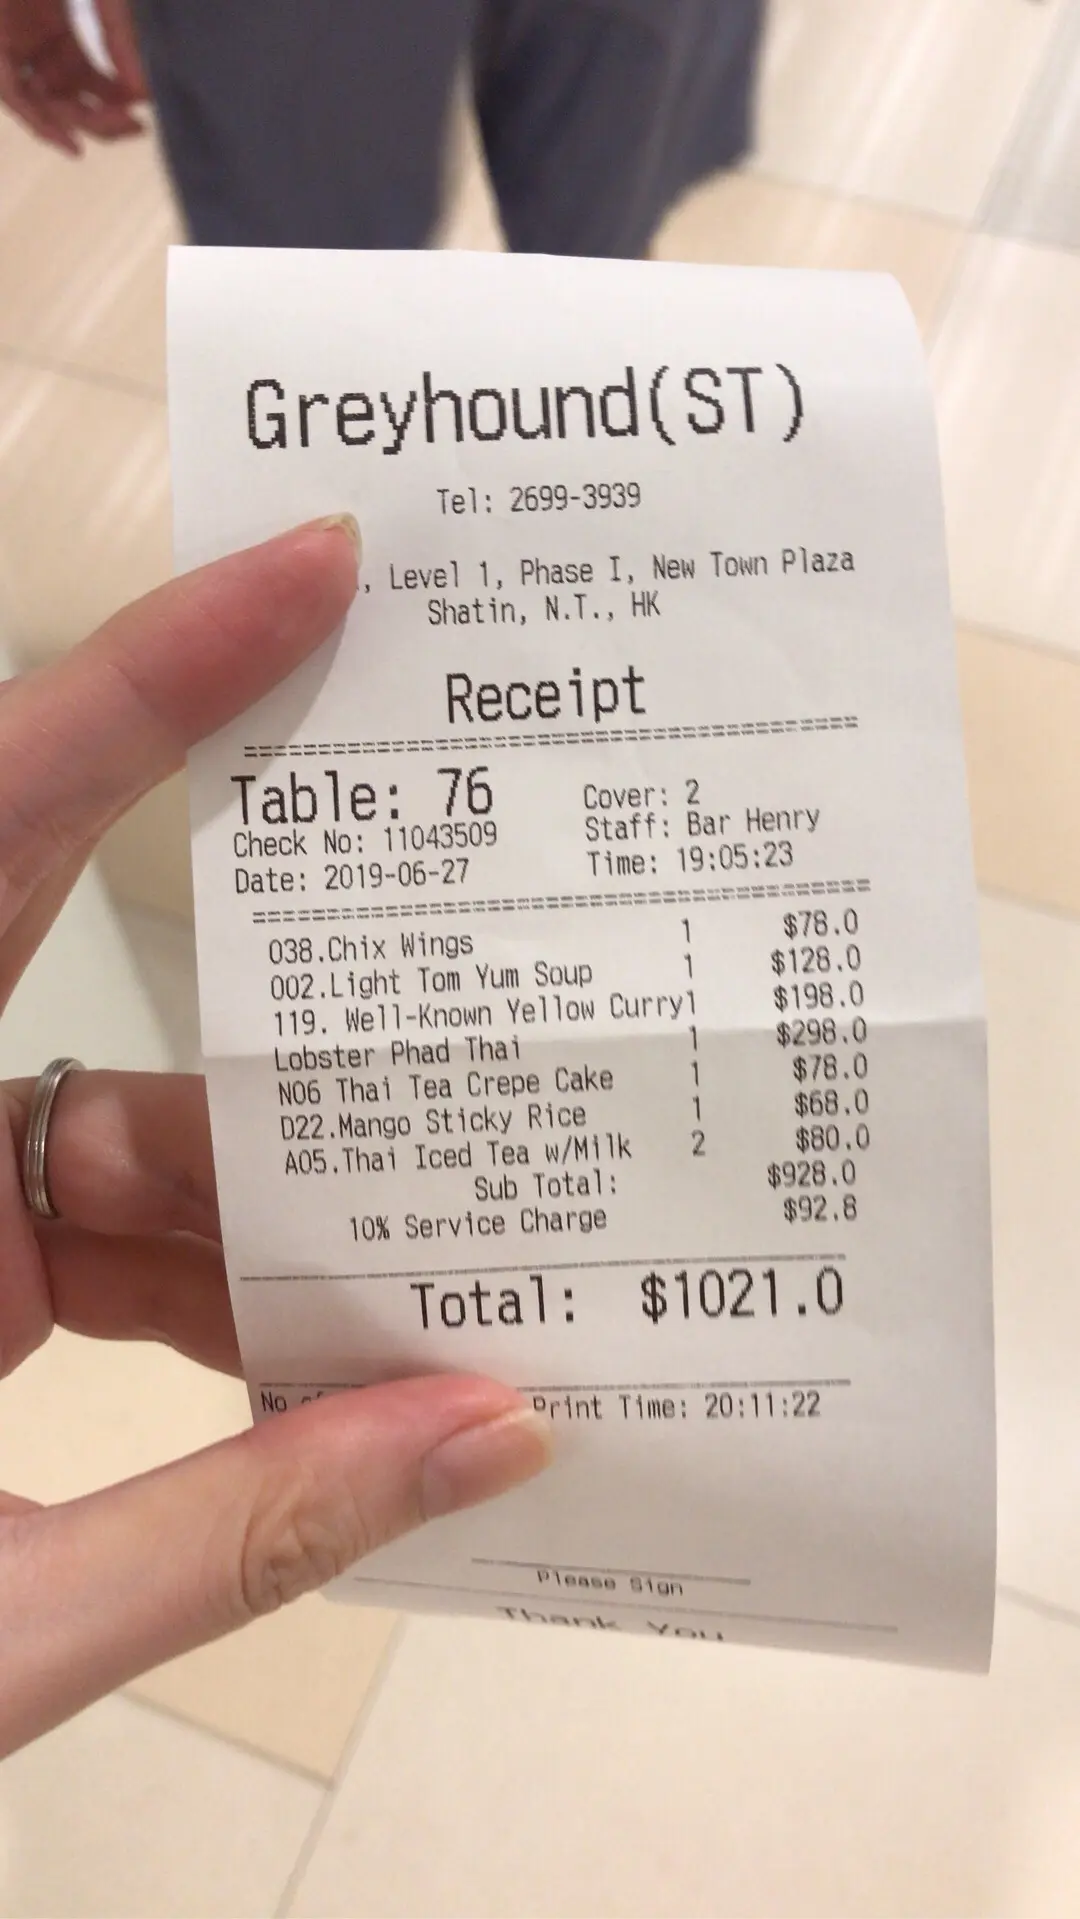 Greyhound(ST)
Tel: 2699-3939
, Level 1, Phase I, New Town Plaza
Shatin, N.T., HK
Receipt
Table: 76
Cover: 2
Check No: 11043509
Staff: Bar Henry
Date: 2019-06-27
Time: 19:05:23
038.Chix Wings 1 $78.0
002.Light Tom Yum Soup 1 $128.0
119. Well-Known Yellow Curry1 $198.0
Lobster Phad Thai 1 $298.0
N06 Thai Tea Crepe Cake 1 $78.0
D22.Mango Sticky Rice 1 $68.0
A05.Thai Iced Tea w/Milk 2 $80.0
Sub Total: $928.0
10% Service Charge $92.8
Total: $1021.0
No Print Time: 20:11:22
Please Sign
Thank You